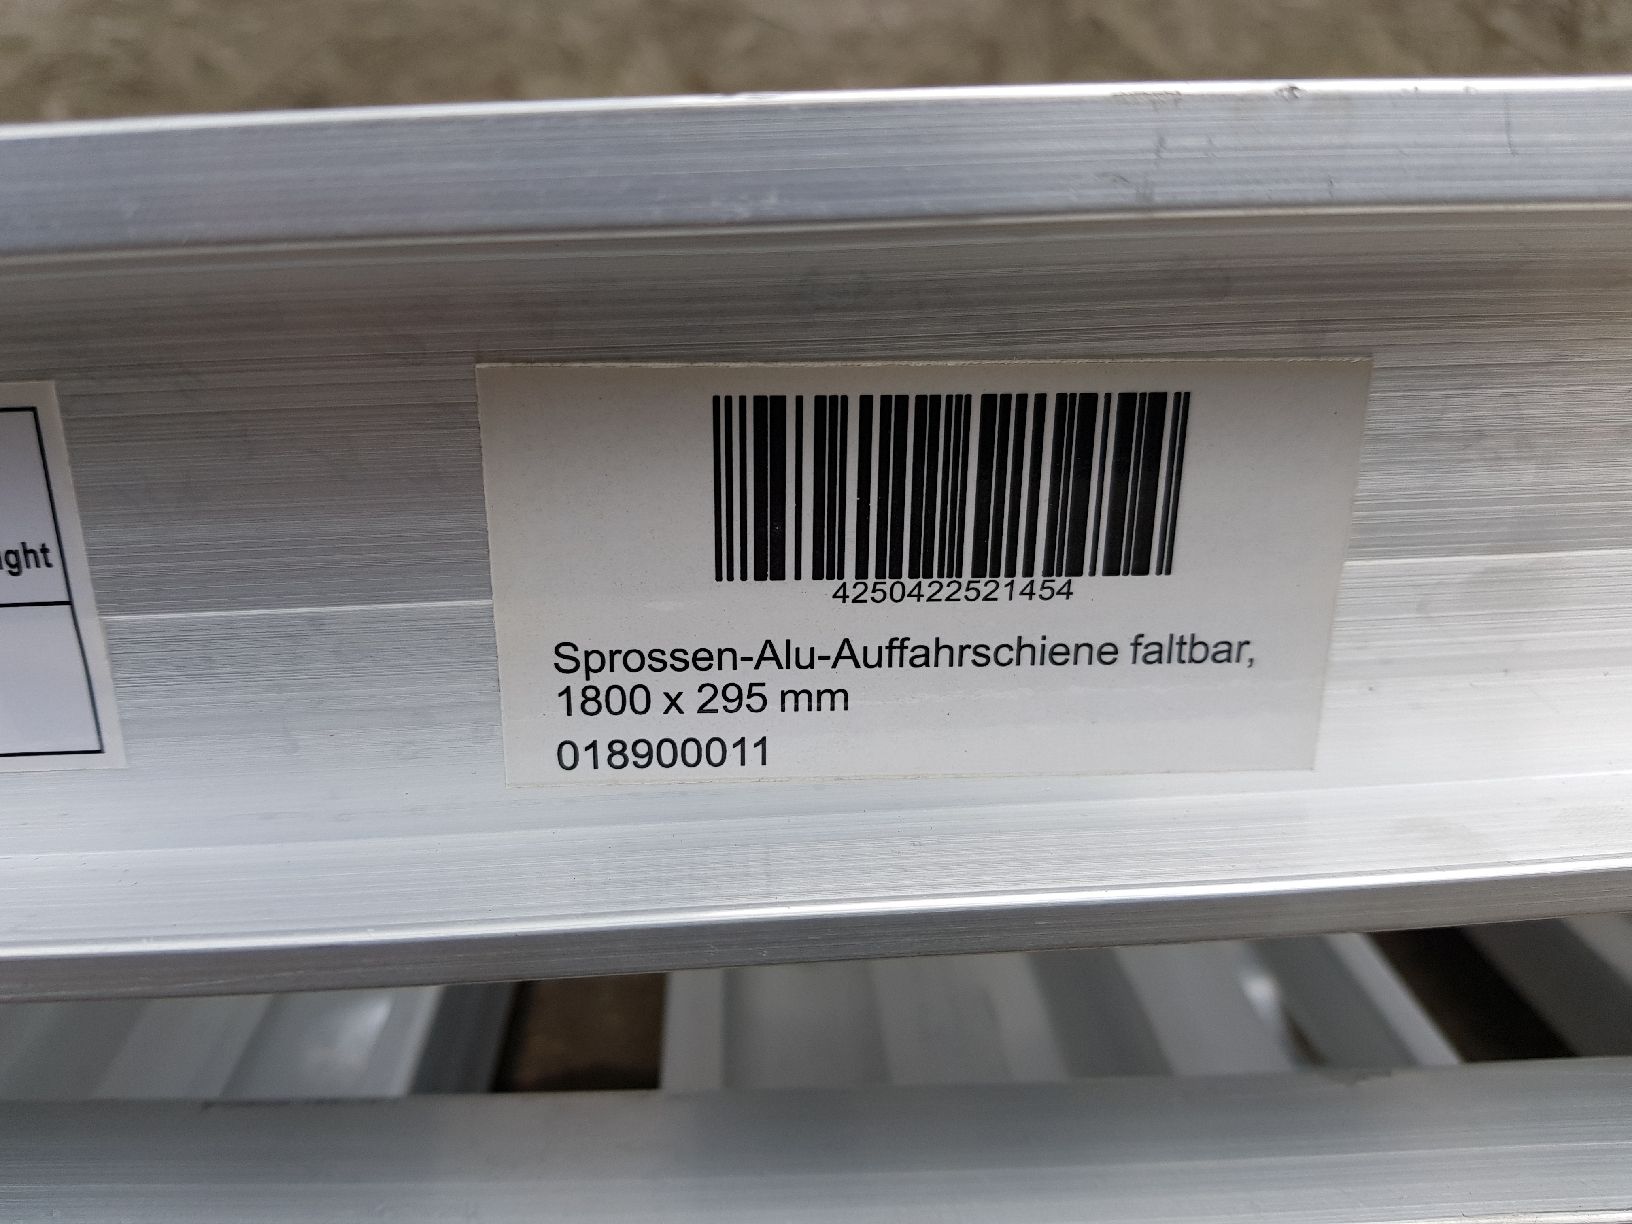 4250422521454
Sprossen-Alu-Auffahrschiene faltbar,
1800 x 295 mm
018900011